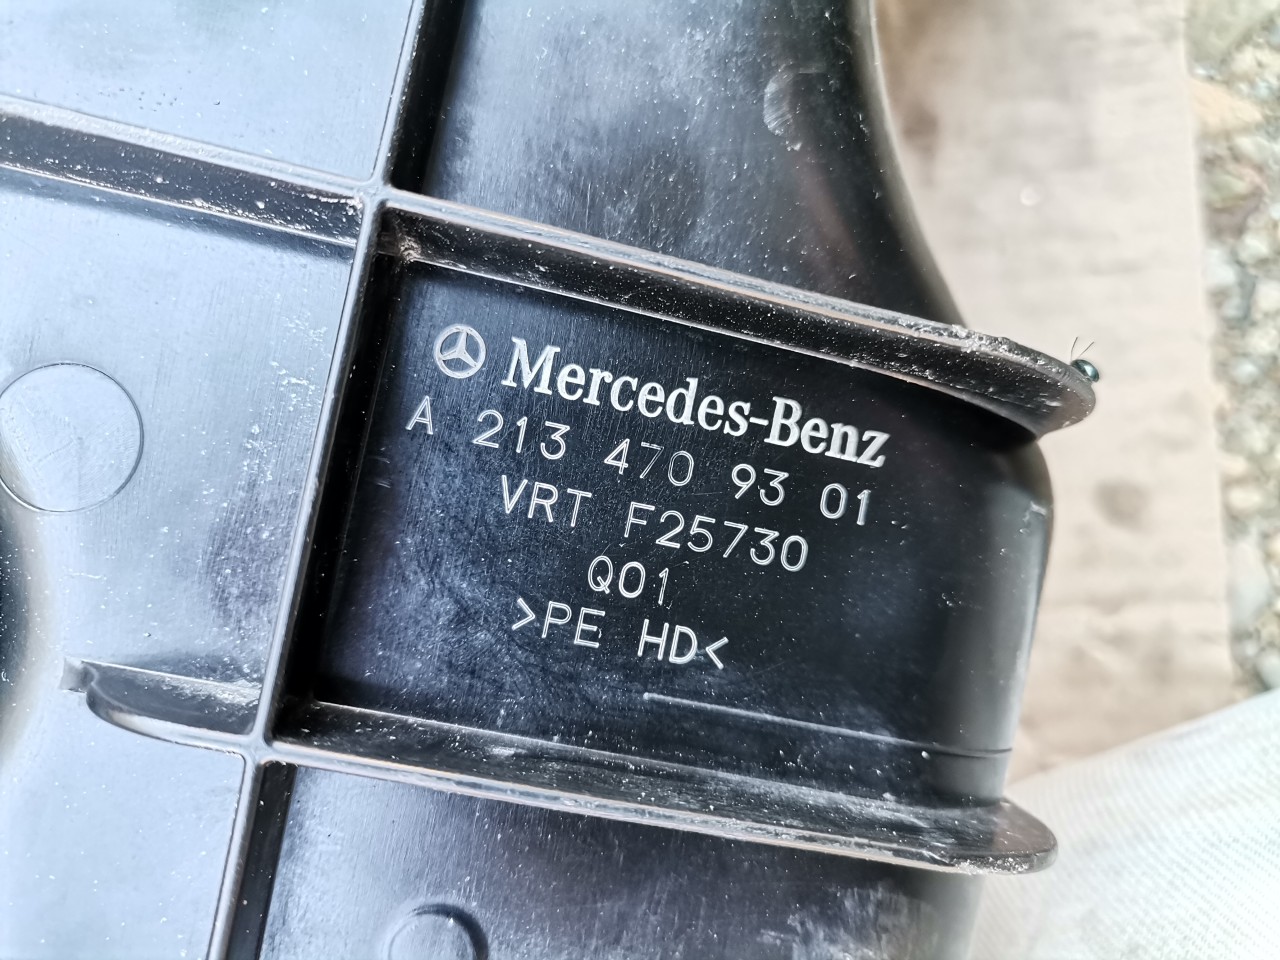 Mercedes-Benz
A 213 470 93 01
VRT F25730
Q01
>PE HD<